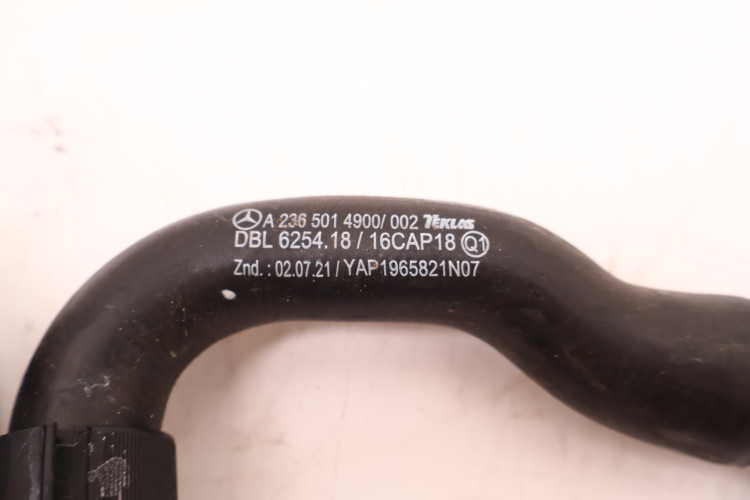 A 236 501 4900/ 002 TEKLAS
DBL 6254.18 / 16CAP18 Q1
Znd. : 02.07.21 / YAP1965821N07